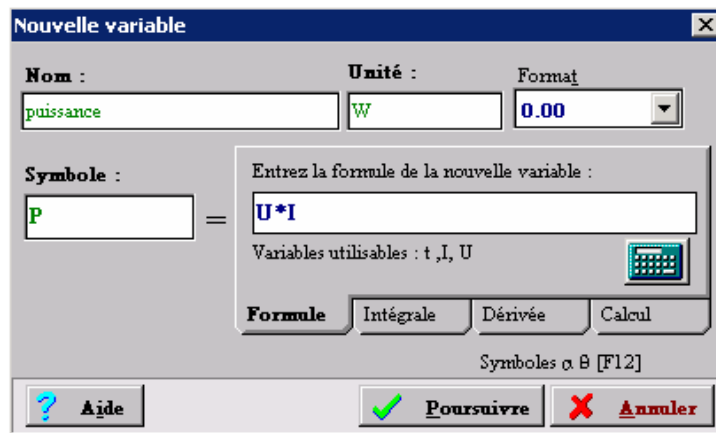 Nouvelle variable
Nom : Unité : Format
puissance W 0.00
Symbole : Entrez la formule de la nouvelle variable :
P = U*I
Variables utilisables : t ,I, U
Formule Intégrale Dérivée Calcul
Symboles α θ [F12]
? Aide Poursuivre Annuler